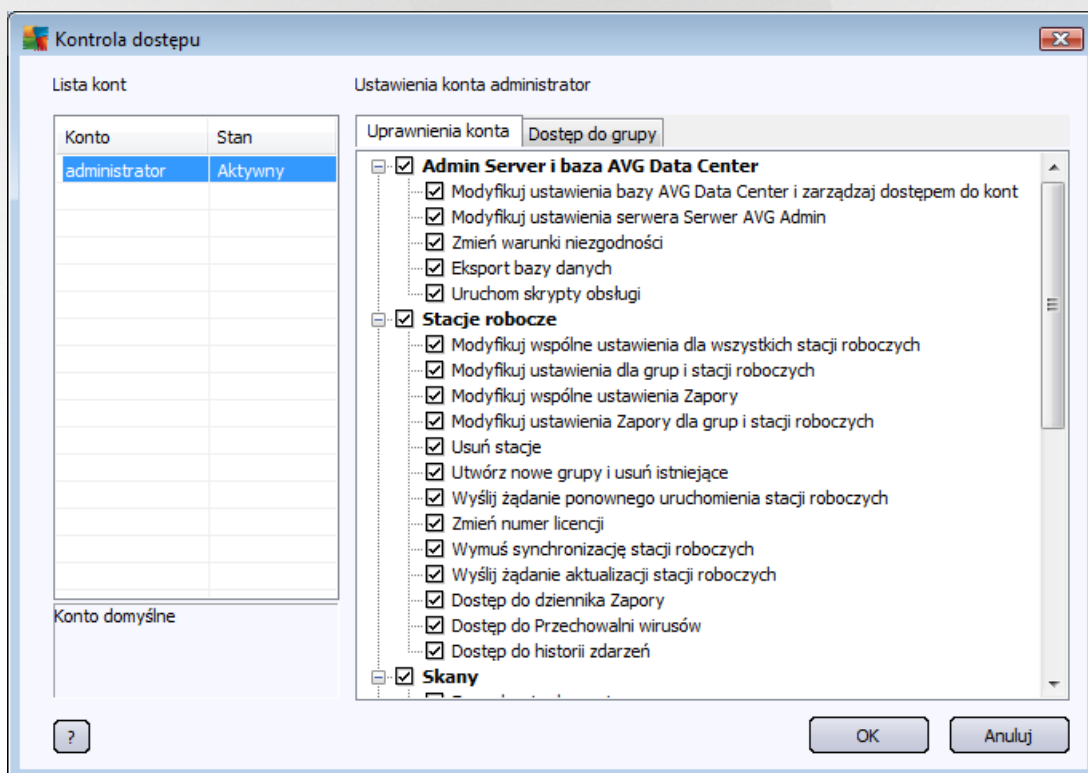 Kontrola dostępu
Lista kont
Ustawienia konta administrator
Konto Stan
administrator Aktywny
Konto domyślne
Uprawnienia konta Dostęp do grupy
Admin Server i baza AVG Data Center
Modyfikuj ustawienia bazy AVG Data Center i zarządzaj dostępem do kont
Modyfikuj ustawienia serwera Serwer AVG Admin
Zmień warunki niezgodności
Eksport bazy danych
Uruchom skrypty obsługi
Stacje robocze
Modyfikuj wspólne ustawienia dla wszystkich stacji roboczych
Modyfikuj ustawienia dla grup i stacji roboczych
Modyfikuj wspólne ustawienia Zapory
Modyfikuj ustawienia Zapory dla grup i stacji roboczych
Usuń stacje
Utwórz nowe grupy i usuń istniejące
Wyślij żądanie ponownego uruchomienia stacji roboczych
Zmień numer licencji
Wymuś synchronizację stacji roboczych
Wyślij żądanie aktualizacji stacji roboczych
Dostęp do dziennika Zapory
Dostęp do Przechowalni wirusów
Dostęp do historii zdarzeń
Skany
?
OK
Anuluj